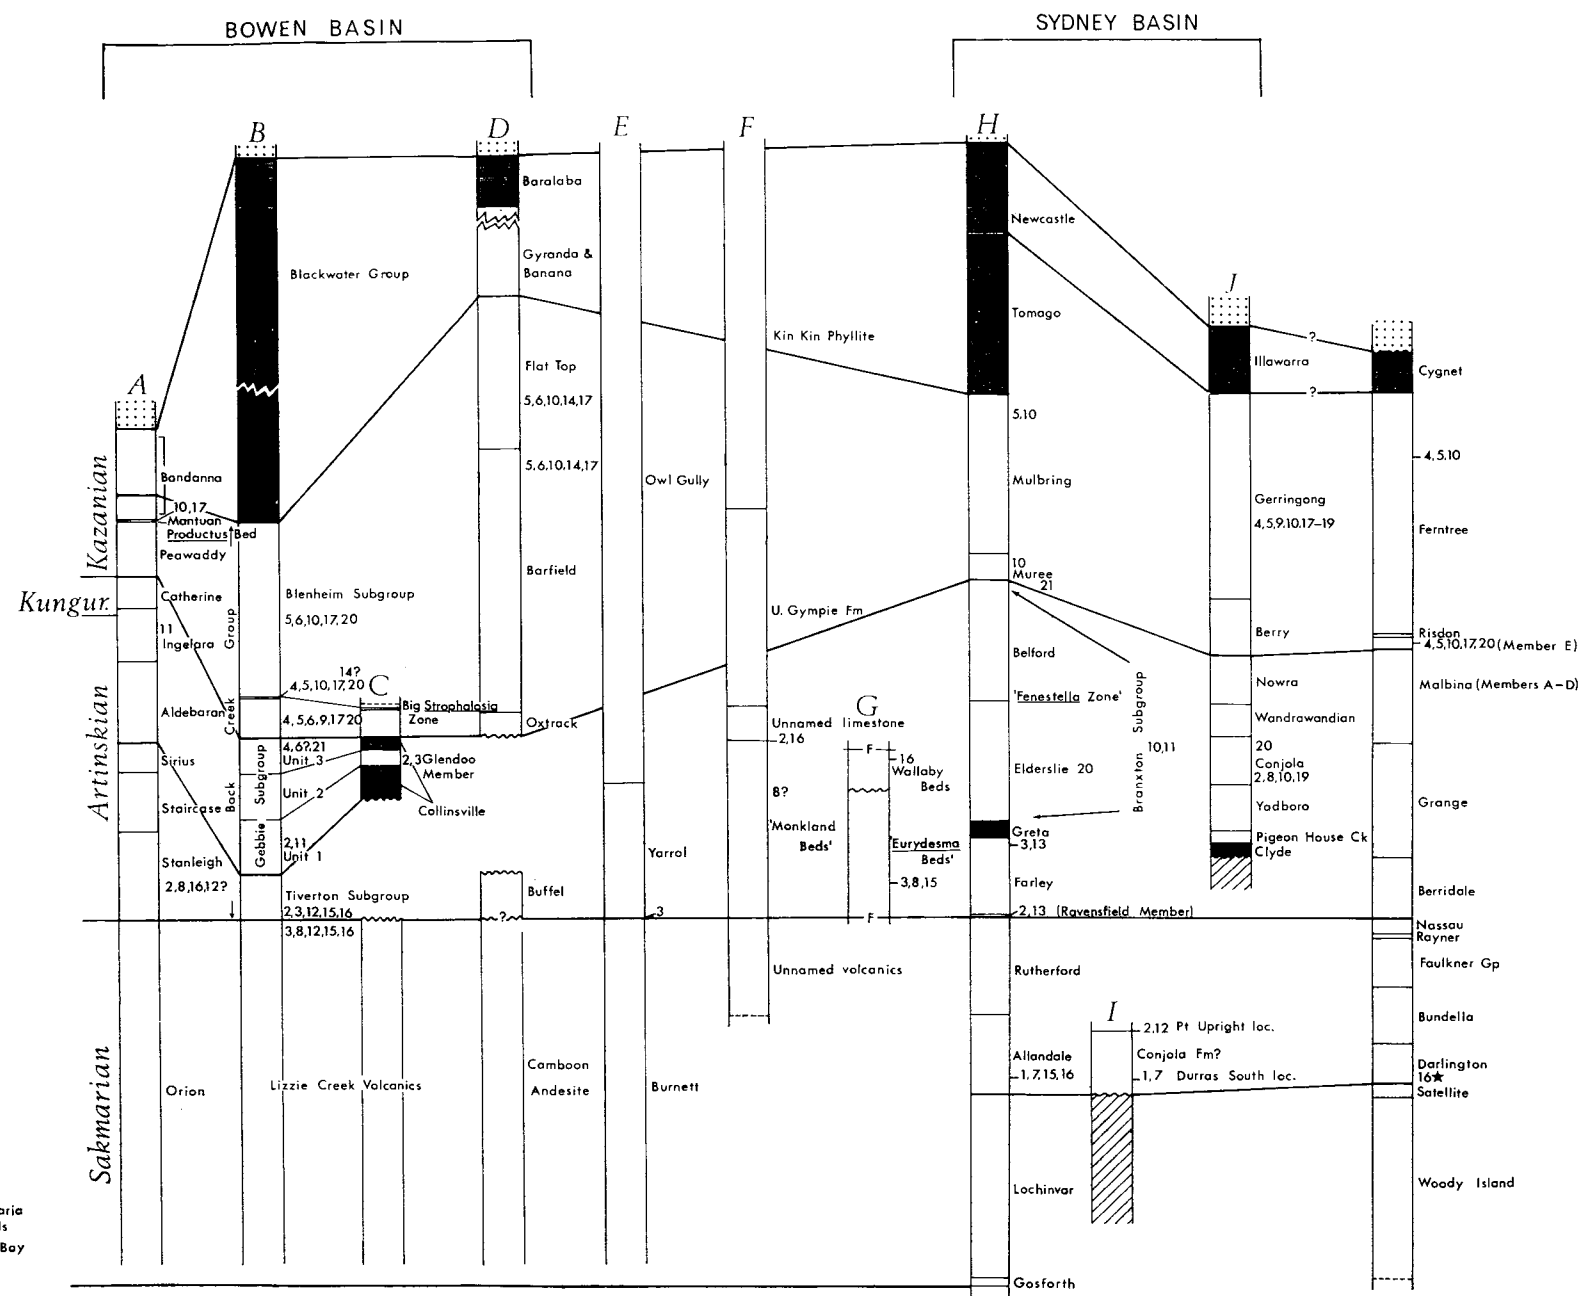 BOWEN BASIN
SYDNEY BASIN
A
B
C
D
E
F
G
H
I
J
Kazanian
Kungur.
Artinskian
Sakmarian
Bandanna
10,17
Mantuan
Productus Bed
Peawaddy
Catherine
11
Ingelara
Aldebaran
Sirius
Staircase
Stanleigh
2,8,16,12?
Orion
Blackwater Group
Back Creek Group
Blenheim Subgroup
5,6,10,17,20
14?
4,5,10,17,20
4,5,6,9,17 20
Gebbie Subgroup
4,6?,21
Unit 3
Unit 2
2,11
Unit 1
Tiverton Subgroup
2,3,12,15,16
3,8,12,15,16
Lizzie Creek Volcanics
Big Strophalosia
Zone
2,3 Glendoo
Member
Collinsville
Baralaba
Gyranda &
Banana
Flat Top
5,6,10,14,17
5,6,10,14,17
Barfield
Oxtrack
Buffel
?
Camboon
Andesite
Owl Gully
Yarrol
3
Burnett
Kin Kin Phyllite
U. Gympie Fm
Unnamed limestone
2,16
8?
'Monkland
Beds'
Unnamed volcanics
F
16
Wallaby
Beds
'Eurydesma
Beds'
3,8,15
F
Newcastle
Tomago
5,10
Mulbring
10
Muree
21
Belford
'Fenestella Zone'
Branxton Subgroup
10,11
Elderslie 20
Greta
3,13
Farley
2,13 (Ravensfield Member)
Rutherford
Allandale
1,7,15,16
Lochinvar
Gosforth
2,12 Pt Upright loc.
Conjola Fm?
1,7 Durras South loc.
Illawarra
Gerringong
4,5,9,10,17-19
Berry
Nowra
Wandrawandian
20
Conjola
2,8,10,19
Yadboro
Pigeon House Ck
Clyde
?
?
Cygnet
4,5,10
Ferntree
Risdon
4,5,10,17,20 (Member E)
Malbina (Members A-D)
Grange
Berridale
Nassau
Rayner
Faulkner Gp
Bundella
Darlington
16★
Satellite
Woody Island
aria
ls
Bay